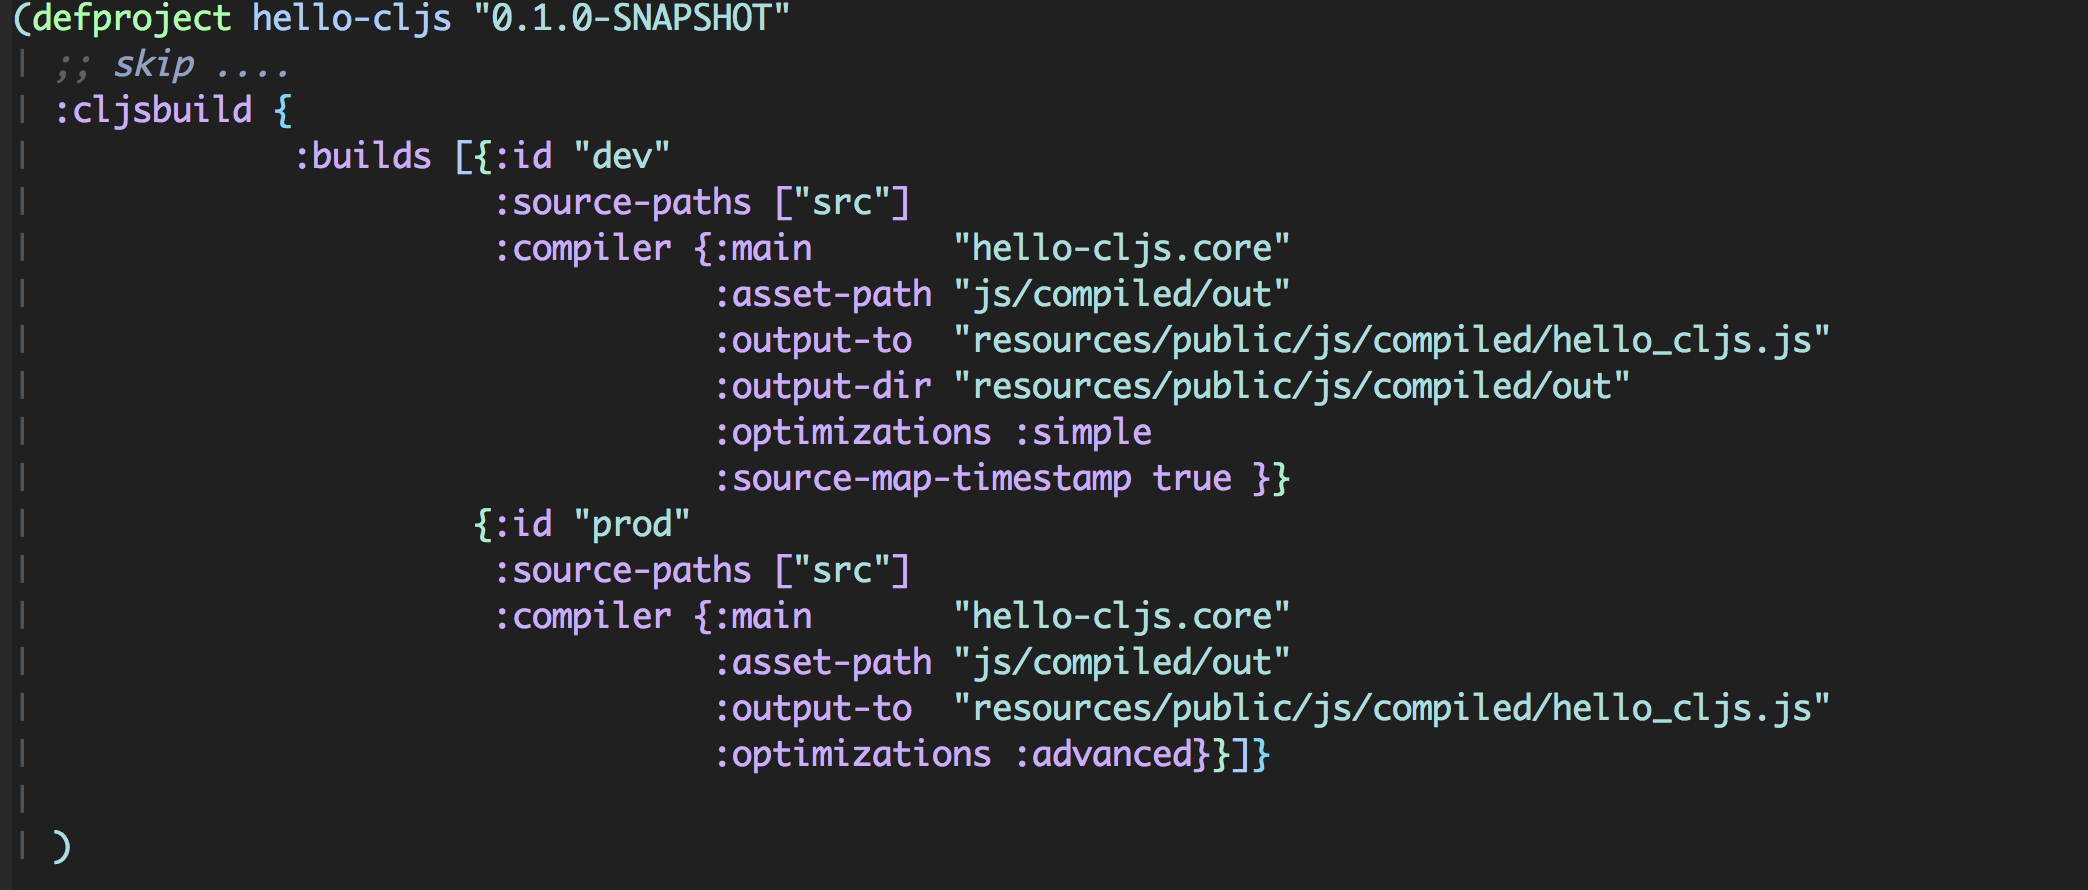 (defproject hello-cljs "0.1.0-SNAPSHOT"
;; skip ....
:cljsbuild {
:builds [{:id "dev"
:source-paths ["src"]
:compiler {:main "hello-cljs.core"
:asset-path "js/compiled/out"
:output-to "resources/public/js/compiled/hello_cljs.js"
:output-dir "resources/public/js/compiled/out"
:optimizations :simple
:source-map-timestamp true }}
{:id "prod"
:source-paths ["src"]
:compiler {:main "hello-cljs.core"
:asset-path "js/compiled/out"
:output-to "resources/public/js/compiled/hello_cljs.js"
:optimizations :advanced}}]}
)